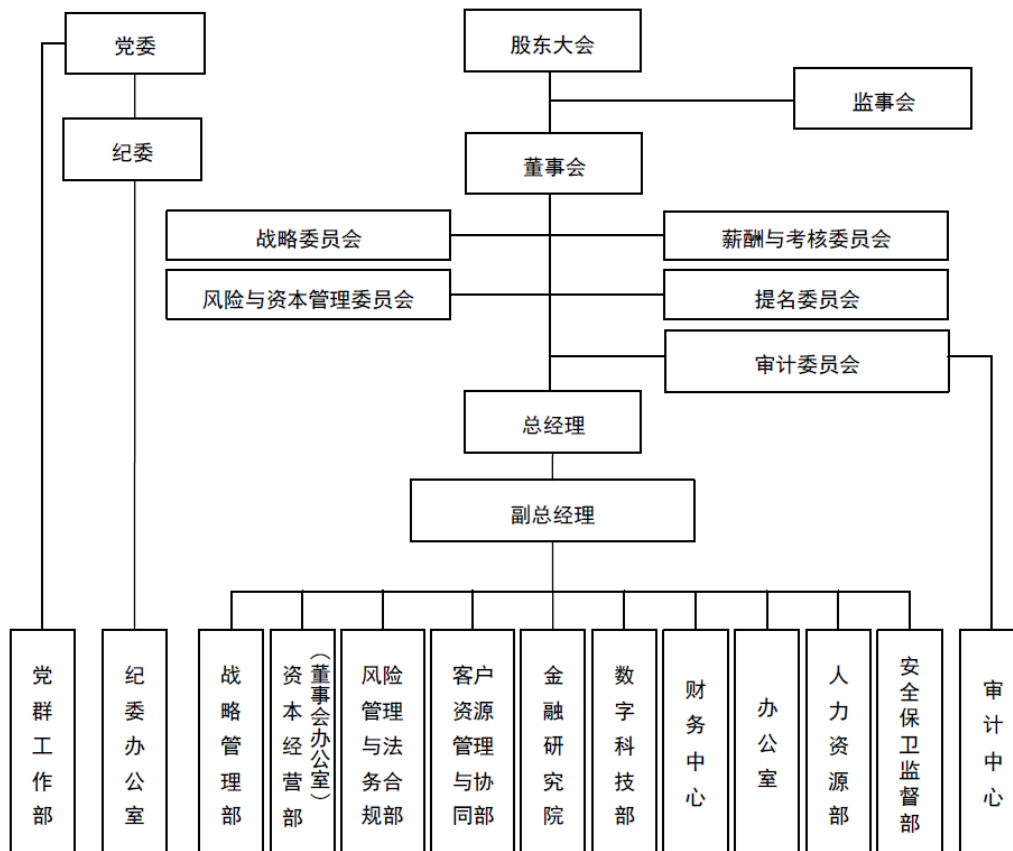 党委
股东大会
监事会
纪委
董事会
战略委员会
薪酬与考核委员会
风险与资本管理委员会
提名委员会
审计委员会
总经理
副总经理
党群工作部
纪委办公室
战略管理部
资本经营部
（董事会办公室）
风险
管理
与法
务合
规部
客户
资源
管理
与协
同部
金融研究院
数字科技部
财务中心
办公室
人力资源部
安全保卫监督部
审计中心